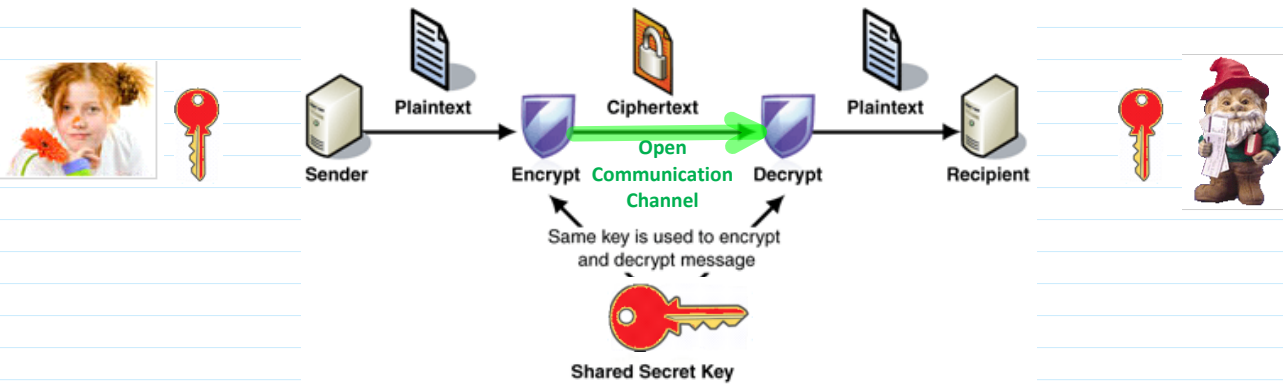 Plaintext
Ciphertext
Plaintext
Sender
Encrypt
Open
Communication
Channel
Decrypt
Recipient
Same key is used to encrypt
and decrypt message
Shared Secret Key